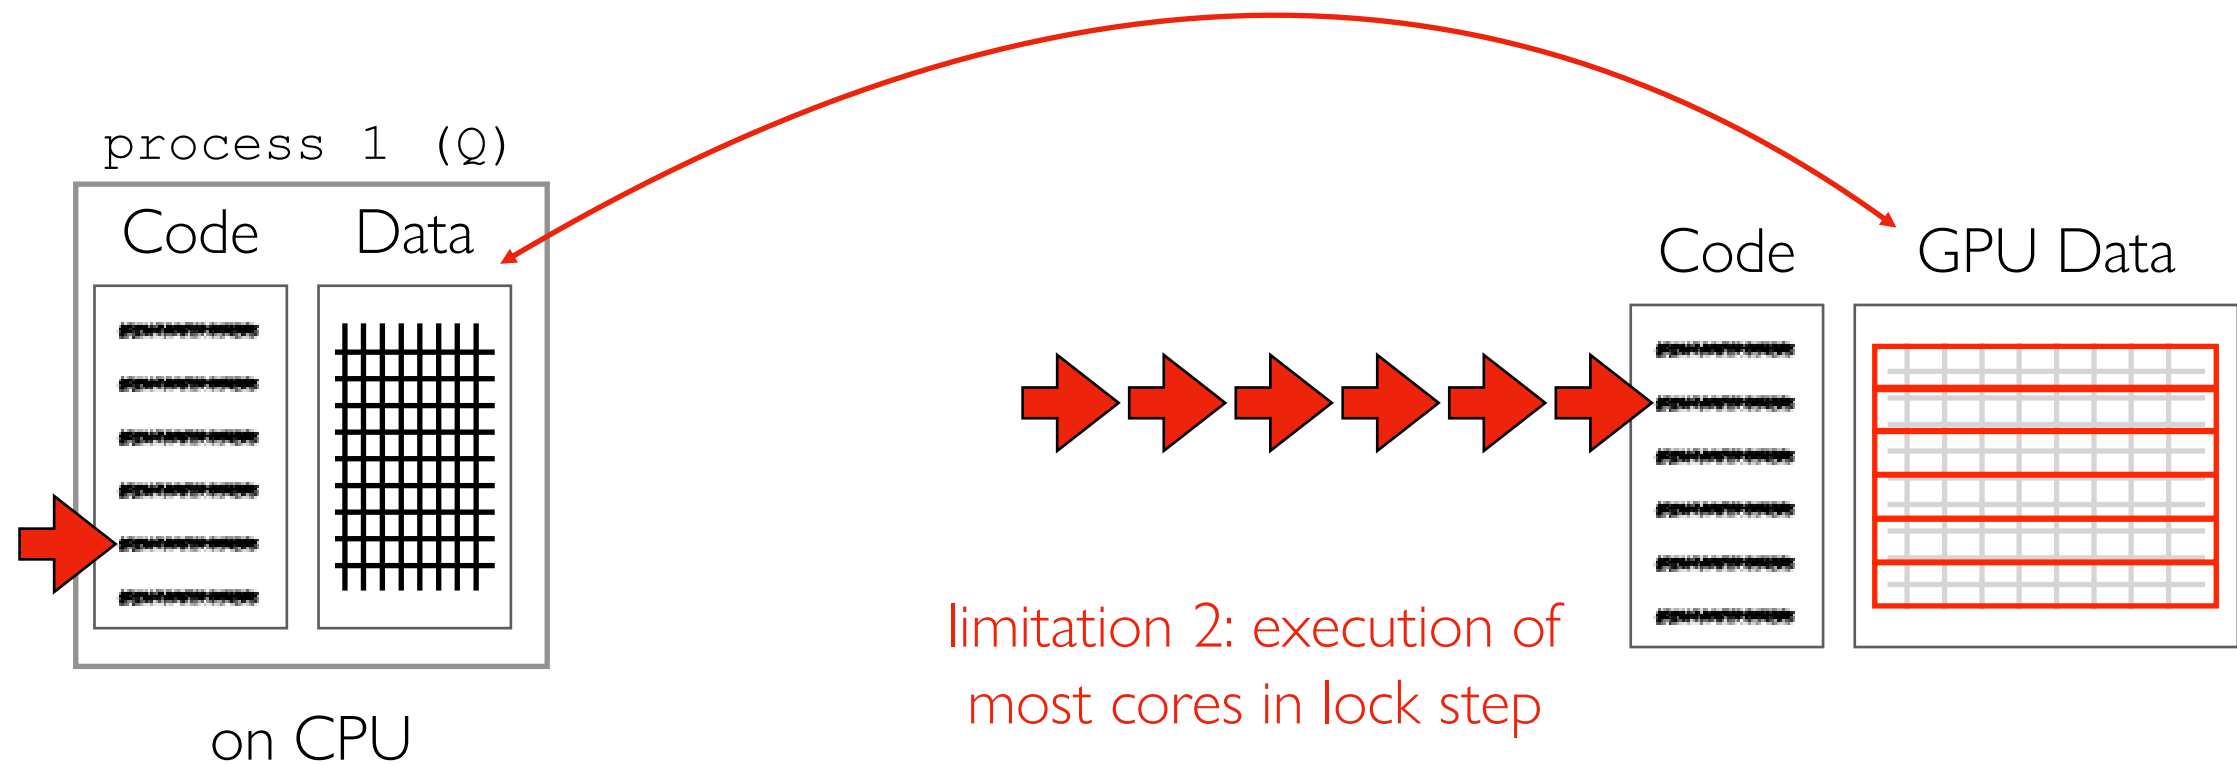 process 1 (Q)
Code Data
on CPU
limitation 2: execution of
most cores in lock step
Code GPU Data